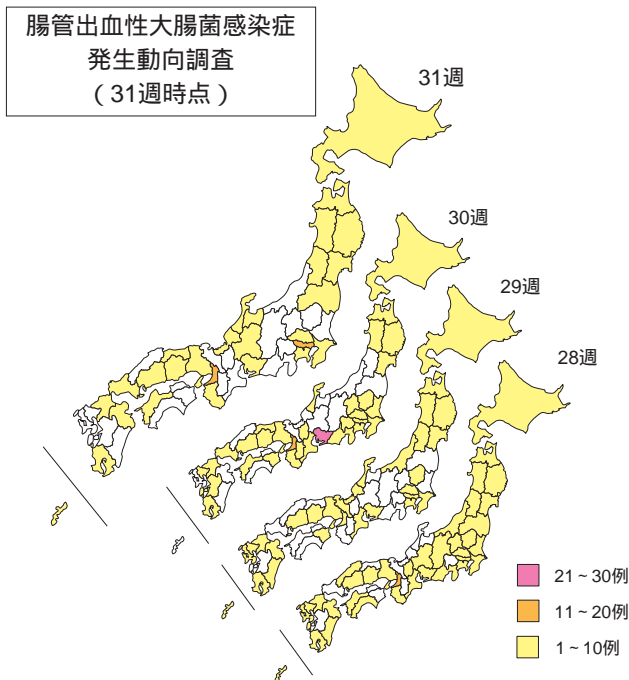 腸管出血性大腸菌感染症
発生動向調査
（31週時点）
31週
30週
29週
28週
21～30例
11～20例
1～10例